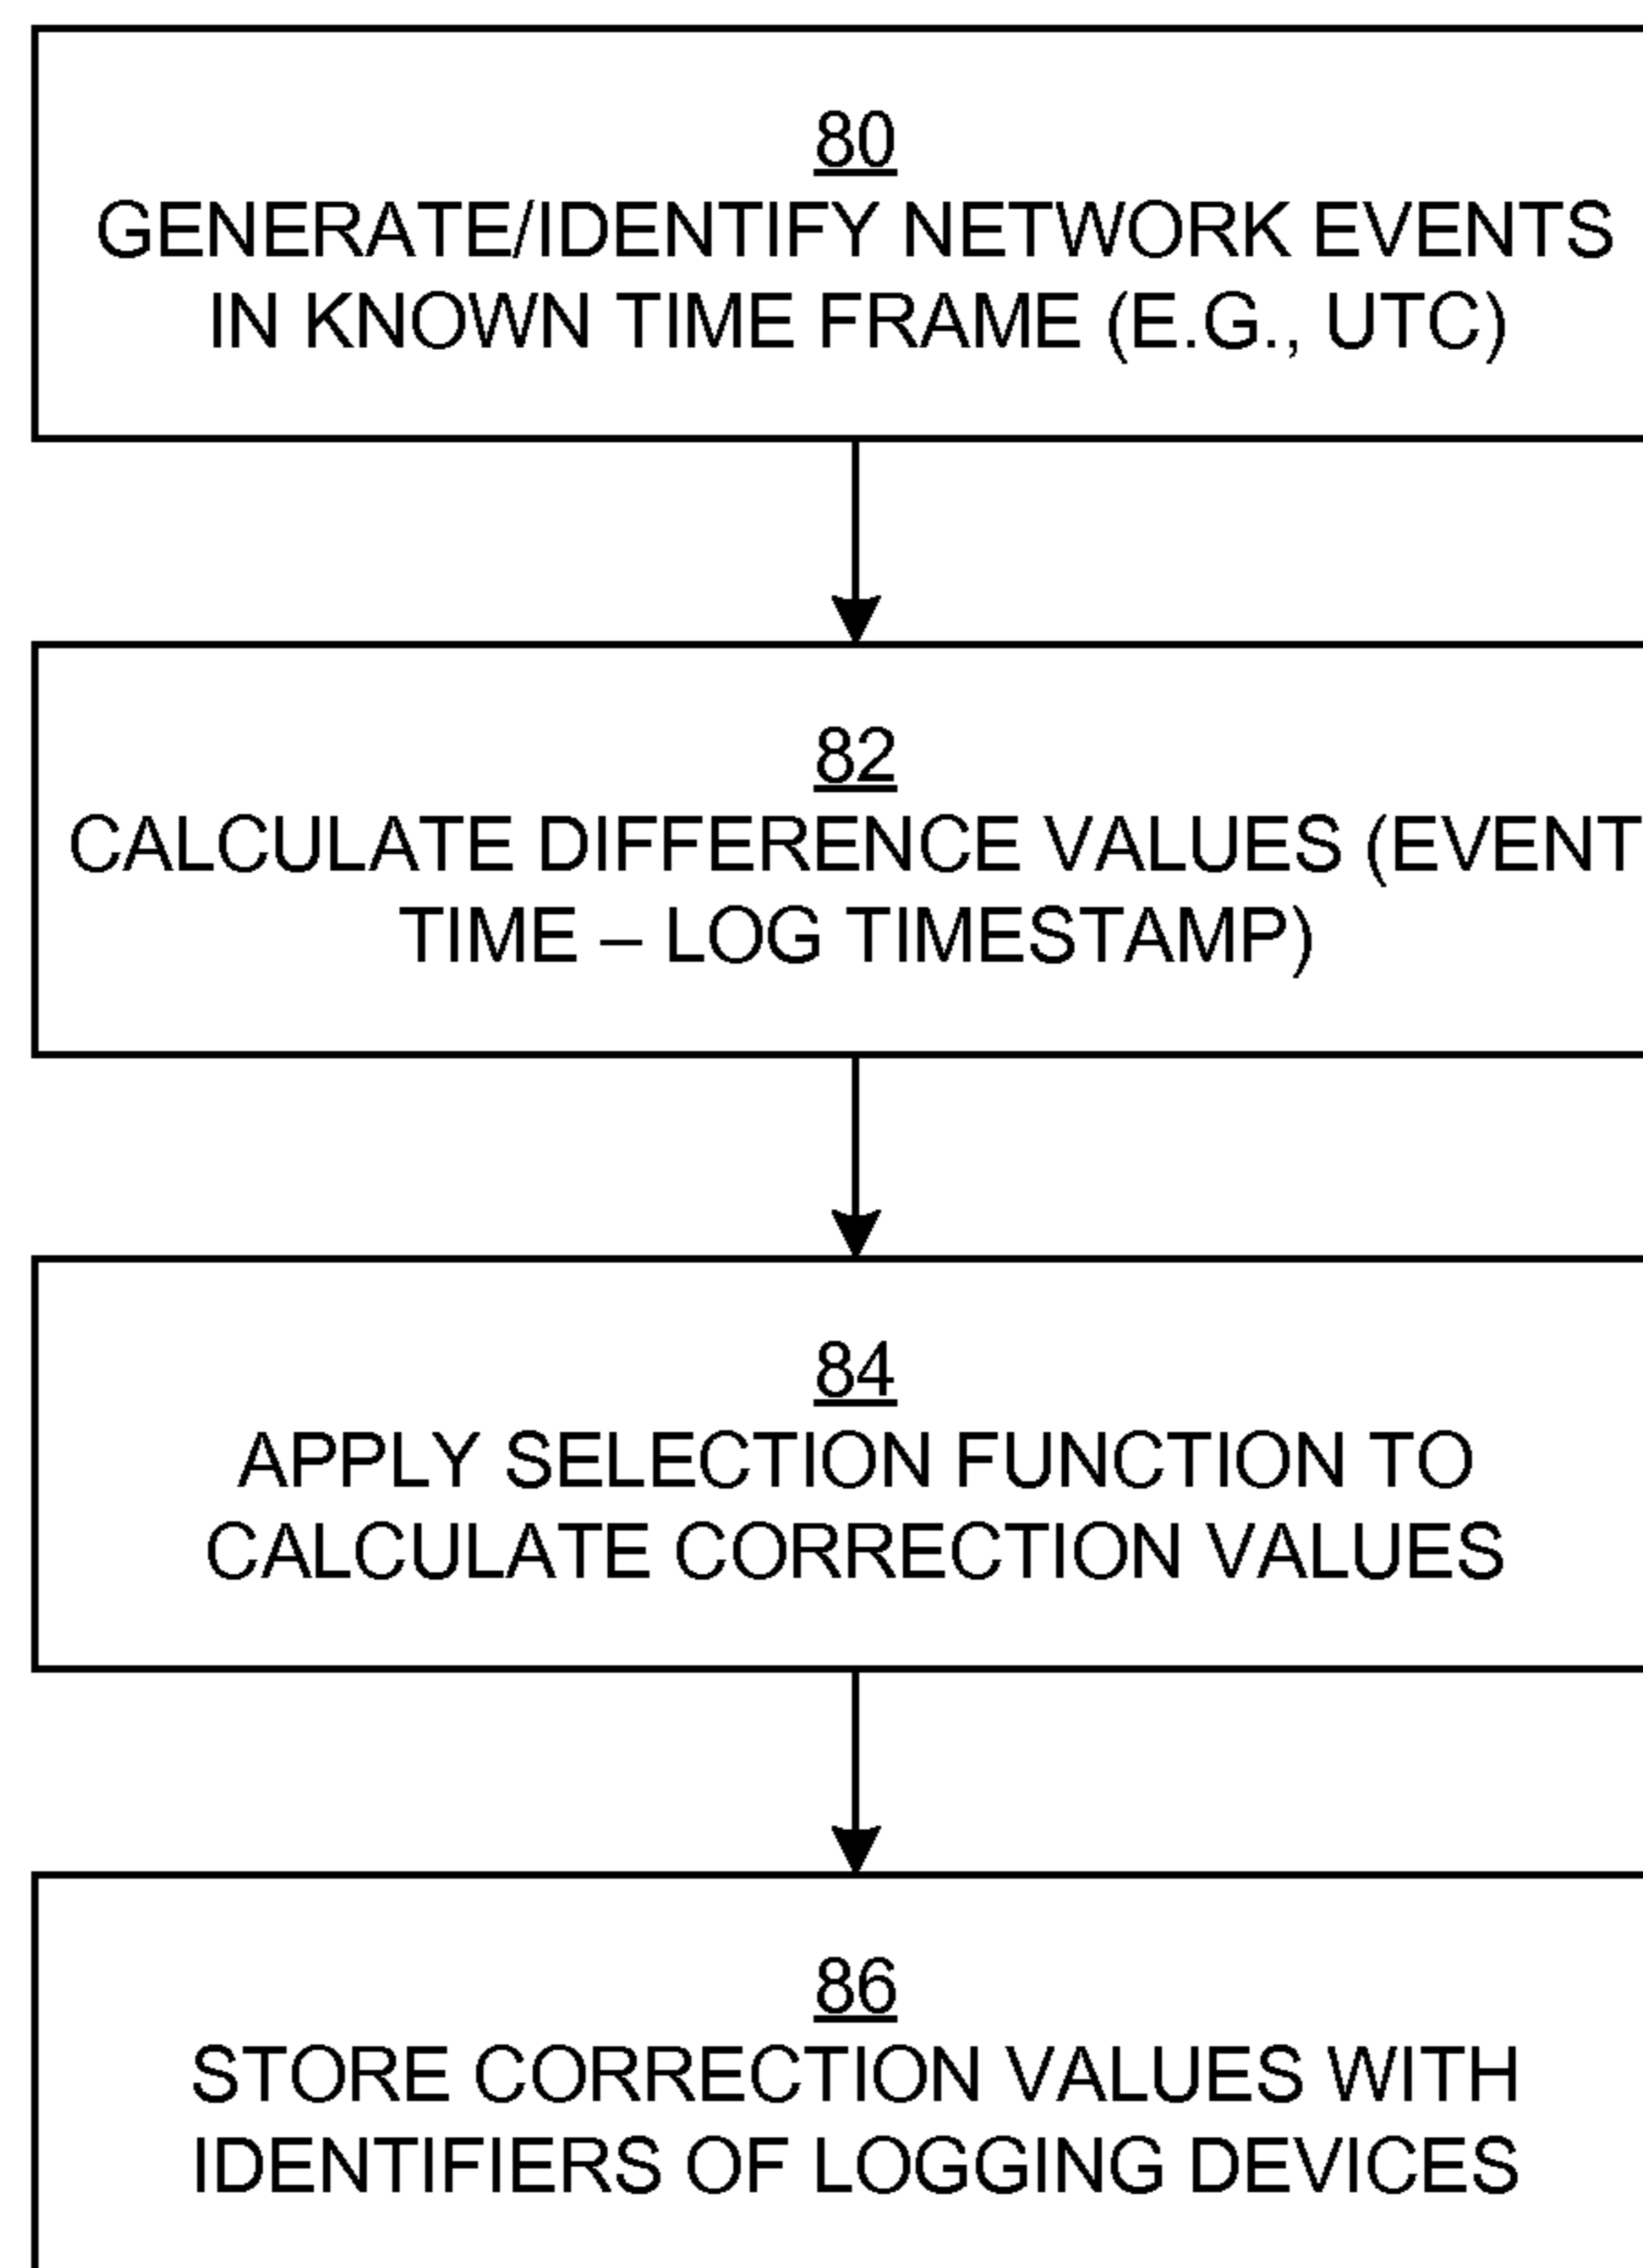 80
GENERATE/IDENTIFY NETWORK EVENTS
IN KNOWN TIME FRAME (E.G., UTC)
82
CALCULATE DIFFERENCE VALUES (EVENT
TIME – LOG TIMESTAMP)
84
APPLY SELECTION FUNCTION TO
CALCULATE CORRECTION VALUES
86
STORE CORRECTION VALUES WITH
IDENTIFIERS OF LOGGING DEVICES